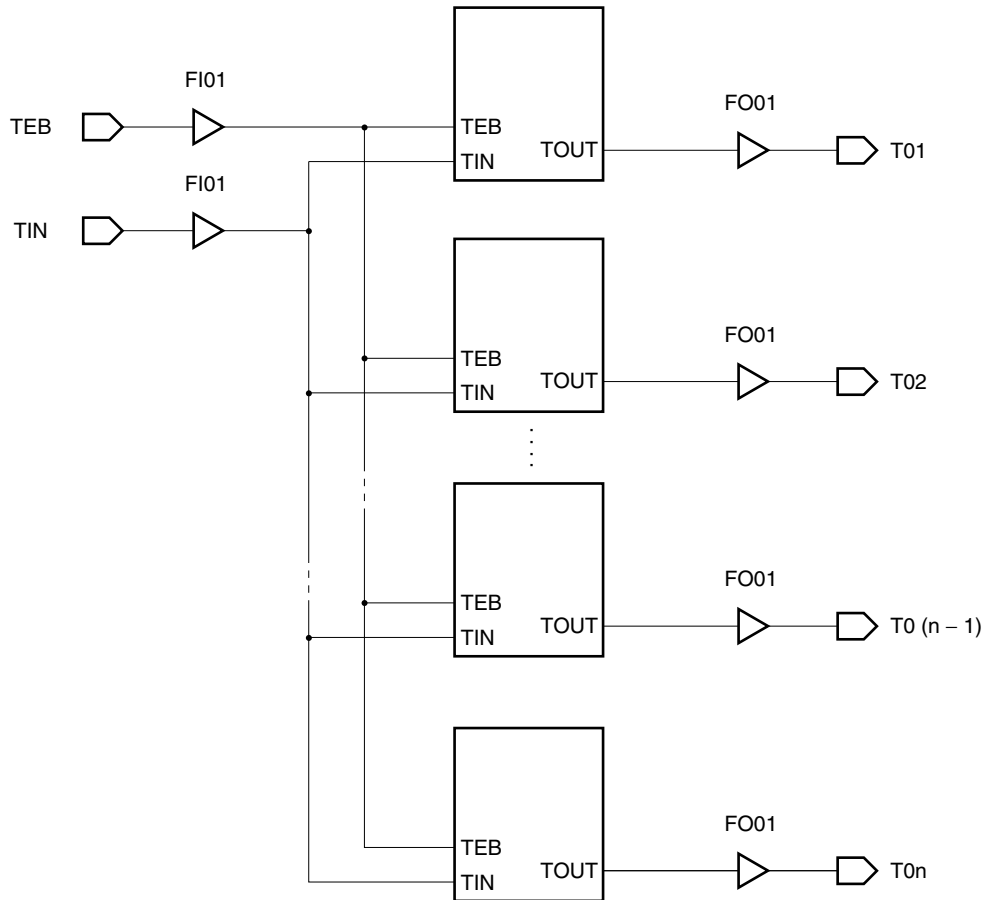 FI01
FO01
TEB
TEB
TIN
TOUT
T01
FI01
TIN
FO01
TEB
TIN
TOUT
T02
FO01
TEB
TIN
TOUT
T0 (n − 1)
FO01
TEB
TIN
TOUT
T0n